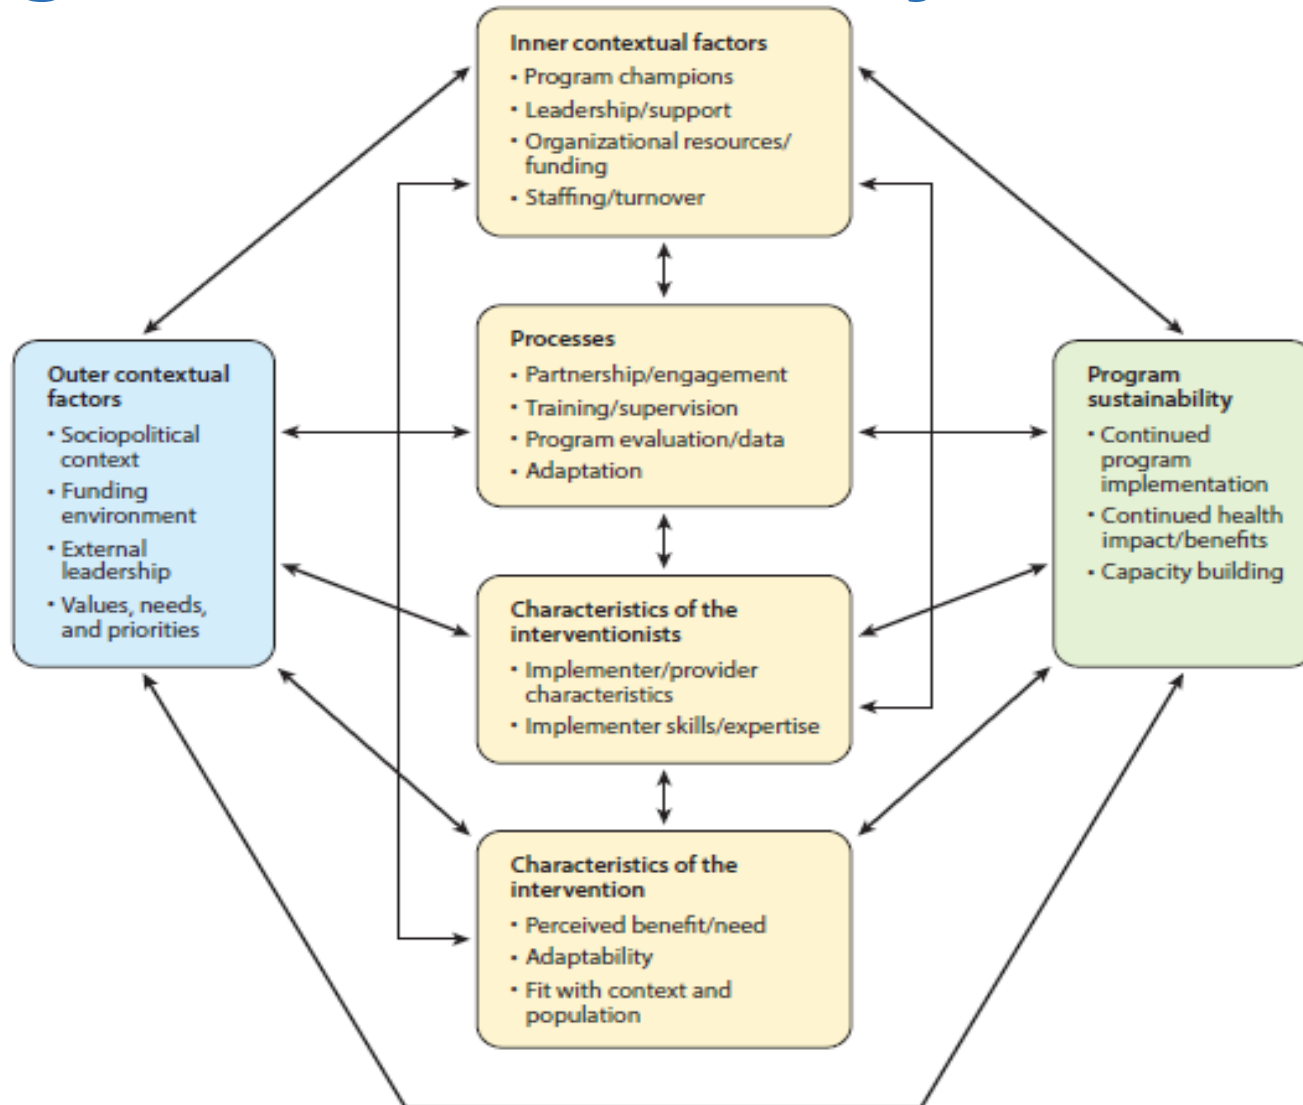 Inner contextual factors
• Program champions
• Leadership/support
• Organizational resources/
funding
• Staffing/turnover
Processes
• Partnership/engagement
• Training/supervision
• Program evaluation/data
• Adaptation
Outer contextual
factors
• Sociopolitical
context
• Funding
environment
• External
leadership
• Values, needs,
and priorities
Program
sustainability
• Continued
program
implementation
• Continued health
impact/benefits
• Capacity building
Characteristics of the
interventionists
• Implementer/provider
characteristics
• Implementer skills/expertise
Characteristics of the
intervention
• Perceived benefit/need
• Adaptability
• Fit with context and
population